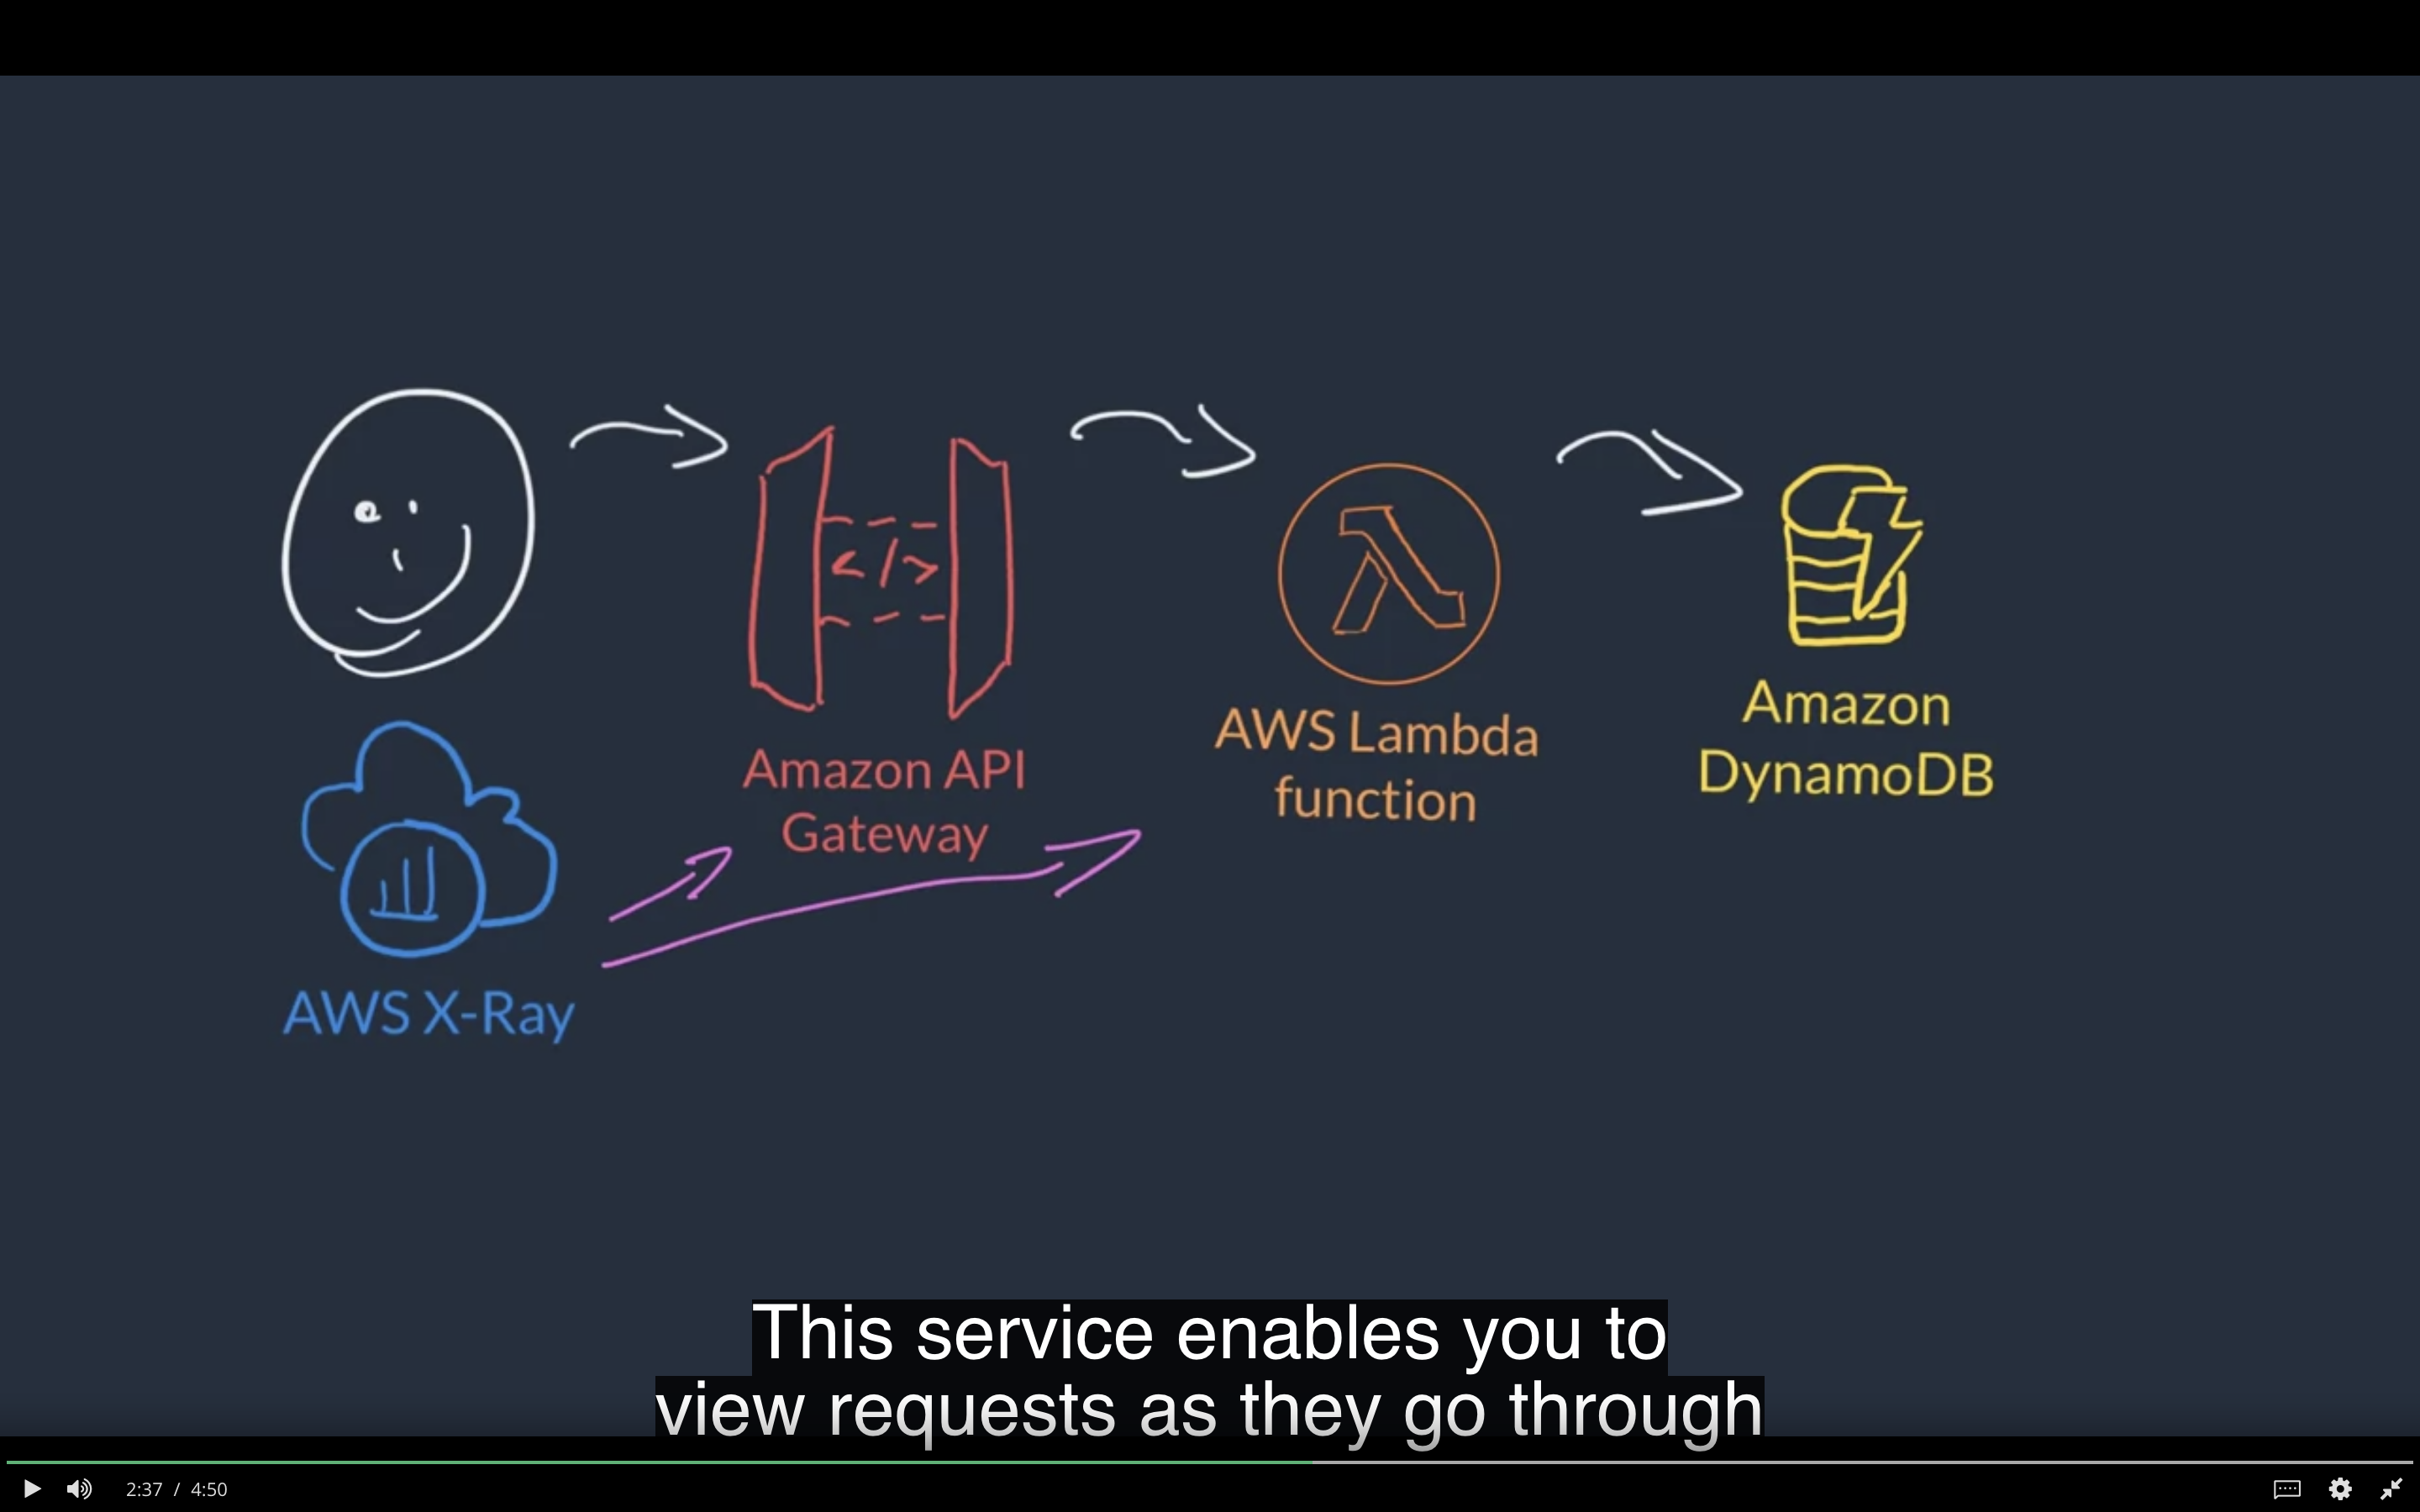 </>
Amazon API
Gateway
AWS Lambda
function
Amazon
DynamoDB
AWS X-Ray
This service enables you to
view requests as they go through
2:37 / 4:50